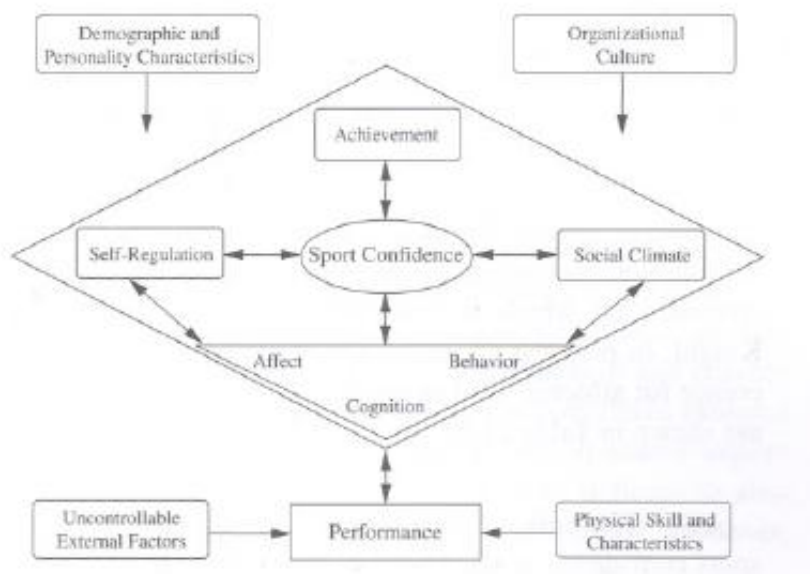 Demographic and
Personality Characteristics
Organizational
Culture
Achievement
Self-Regulation
Sport Confidence
Social Climate
Affect
Behavior
Cognition
Uncontrollable
External Factors
Performance
Physical Skill and
Characteristics